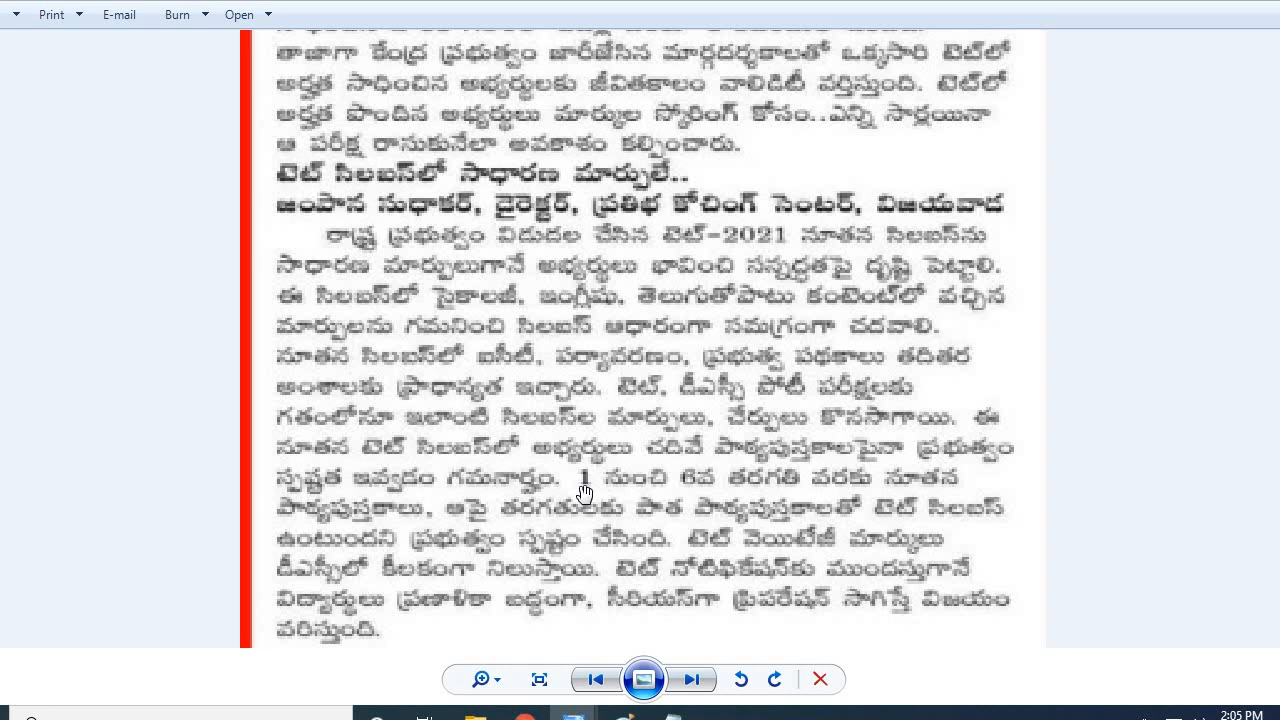 Print E-mail Burn Open
తాజాగా కేంద్ర ప్రభుత్వం జారీచేసిన మార్గదర్శకాలతో ఒక్కసారి టెట్‌లో
అర్హత సాధించిన అభ్యర్థులకు జీవితకాలం వాలిడిటీ వర్తిస్తుంది. టెట్‌లో
అర్హత పొందిన అభ్యర్థులు మార్కుల స్కోరింగ్ కోసం..ఎన్ని సార్లయినా
ఆ పరీక్ష రాసుకునేలా అవకాశం కల్పించారు.
టెట్ సిలబస్‌లో సాధారణ మార్పులే..
జంపాన సుధాకర్, డైరెక్టర్, ప్రతిభ కోచింగ్ సెంటర్, విజయవాడ
రాష్ట్ర ప్రభుత్వం విడుదల చేసిన టెట్-2021 నూతన సిలబస్‌ను
సాధారణ మార్పులుగానే అభ్యర్థులు భావించి సన్నద్ధతపై దృష్టి పెట్టాలి.
ఈ సిలబస్‌లో సైకాలజీ, ఇంగ్లీషు, తెలుగుతోపాటు కంటెంట్‌లో వచ్చిన
మార్పులను గమనించి సిలబస్ ఆధారంగా సమగ్రంగా చదవాలి.
నూతన సిలబస్‌లో ఐసీటీ, పర్యావరణం, ప్రభుత్వ పథకాలు తదితర
అంశాలకు ప్రాధాన్యత ఇచ్చారు. టెట్, డీఎస్సీ పోటీ పరీక్షలకు
గతంలోనూ ఇలాంటి సిలబస్‌ల మార్పులు, చేర్పులు కొనసాగాయి. ఈ
నూతన టెట్ సిలబస్‌లో అభ్యర్థులు చదివే పాఠ్యపుస్తకాలపైనా ప్రభుత్వం
స్పష్టత ఇవ్వడం గమనార్హం. 1 నుంచి 6వ తరగతి వరకు నూతన
పాఠ్యపుస్తకాలు, ఆపై తరగతులకు పాత పాఠ్యపుస్తకాలతో టెట్ సిలబస్
ఉంటుందని ప్రభుత్వం స్పష్టం చేసింది. టెట్ వెయిటేజీ మార్కులు
డీఎస్సీలో కీలకంగా నిలుస్తాయి. టెట్ నోటిఫికేషన్‌కు ముందస్తుగానే
విద్యార్థులు ప్రణాళికా బద్ధంగా, సీరియస్‌గా ప్రిపరేషన్ సాగిస్తే విజయం
వరిస్తుంది.
2:05 PM